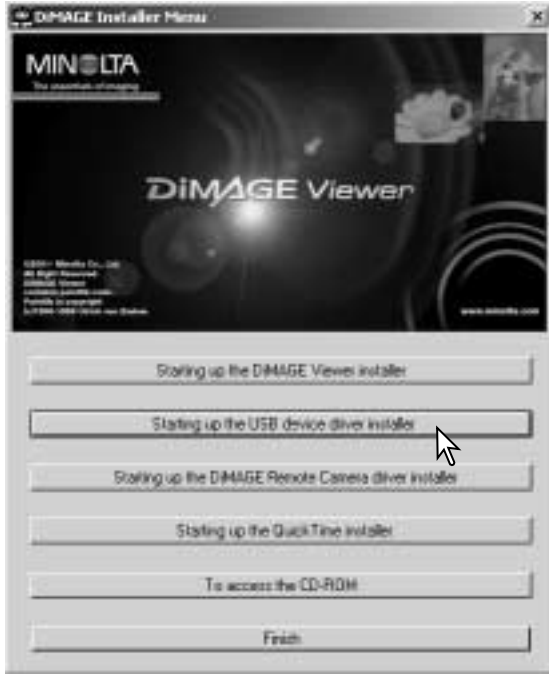 DiMAGE Installer Menu
MINOLTA
The essentials of imaging
DiMAGE Viewer
www.minolta.com
Starting up the DiMAGE Viewer installer
Starting up the USB device driver installer
Starting up the DiMAGE Remote Camera driver installer
Starting up the QuickTime installer
To access the CD-ROM
Finish